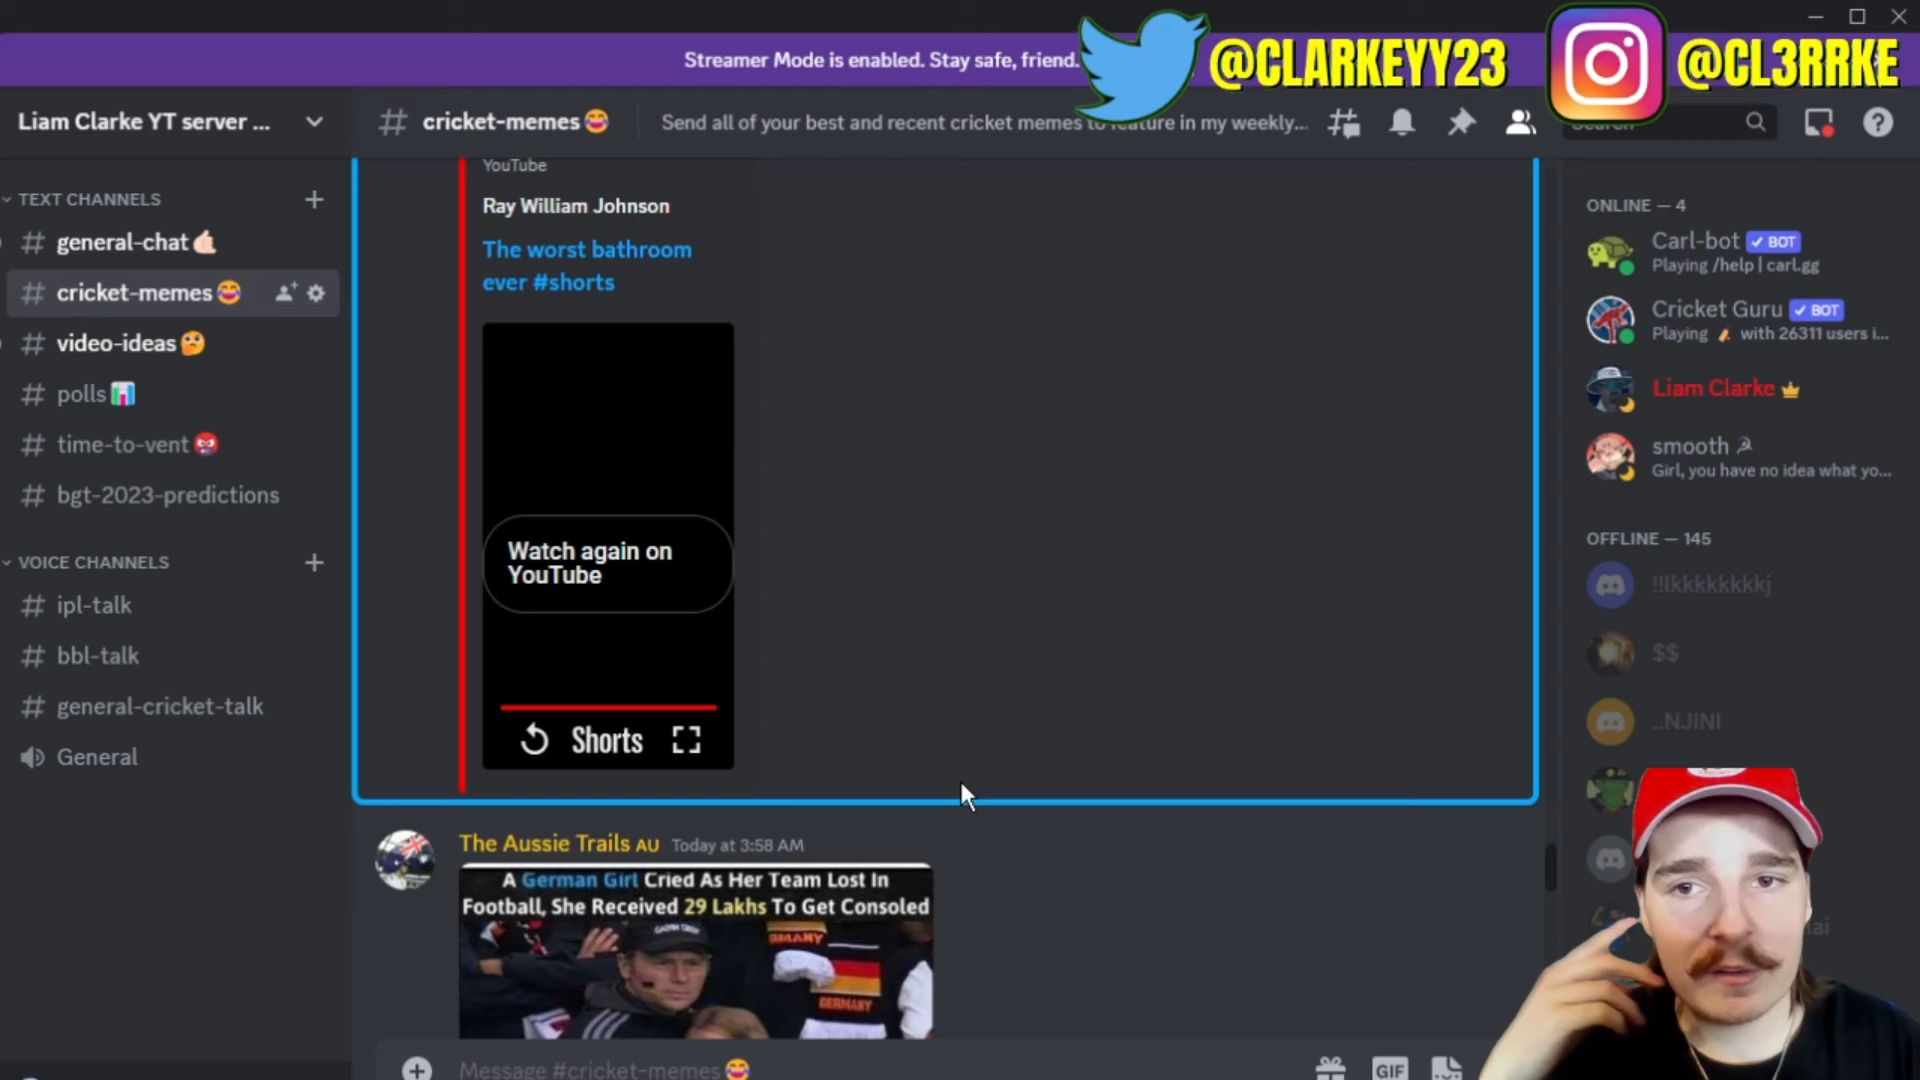 Streamer Mode is enabled. Stay safe, friend.
@CLARKEYY23
@CL3RRKE
Liam Clarke YT server ...
cricket-memes
Send all of your best and recent cricket memes to feature in my weekly...
TEXT CHANNELS
general-chat
cricket-memes
video-ideas
polls
time-to-vent
bgt-2023-predictions
VOICE CHANNELS
ipl-talk
bbl-talk
general-cricket-talk
General
YouTube
Ray William Johnson
The worst bathroom
ever #shorts
Watch again on
YouTube
Shorts
The Aussie Trails AU Today at 3:58 AM
A German Girl Cried As Her Team Lost In
Football, She Received 29 Lakhs To Get Consoled
GERMANY
Message #cricket-memes
GIF
ONLINE — 4
Carl-bot BOT
Playing /help | carl.gg
Cricket Guru BOT
Playing with 26311 users i...
Liam Clarke
smooth
Girl, you have no idea what yo...
OFFLINE — 145
!!lkkkkkkkj
$$
..NJINI